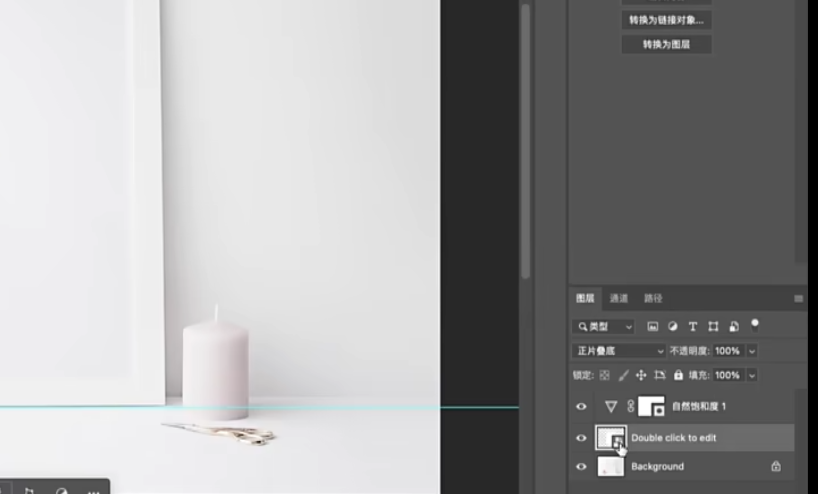 转换为链接对象...
转换为图层
图层 通道 路径
类型
正片叠底 不透明度: 100%
锁定: 填充: 100%
自然饱和度 1
Double click to edit
Background